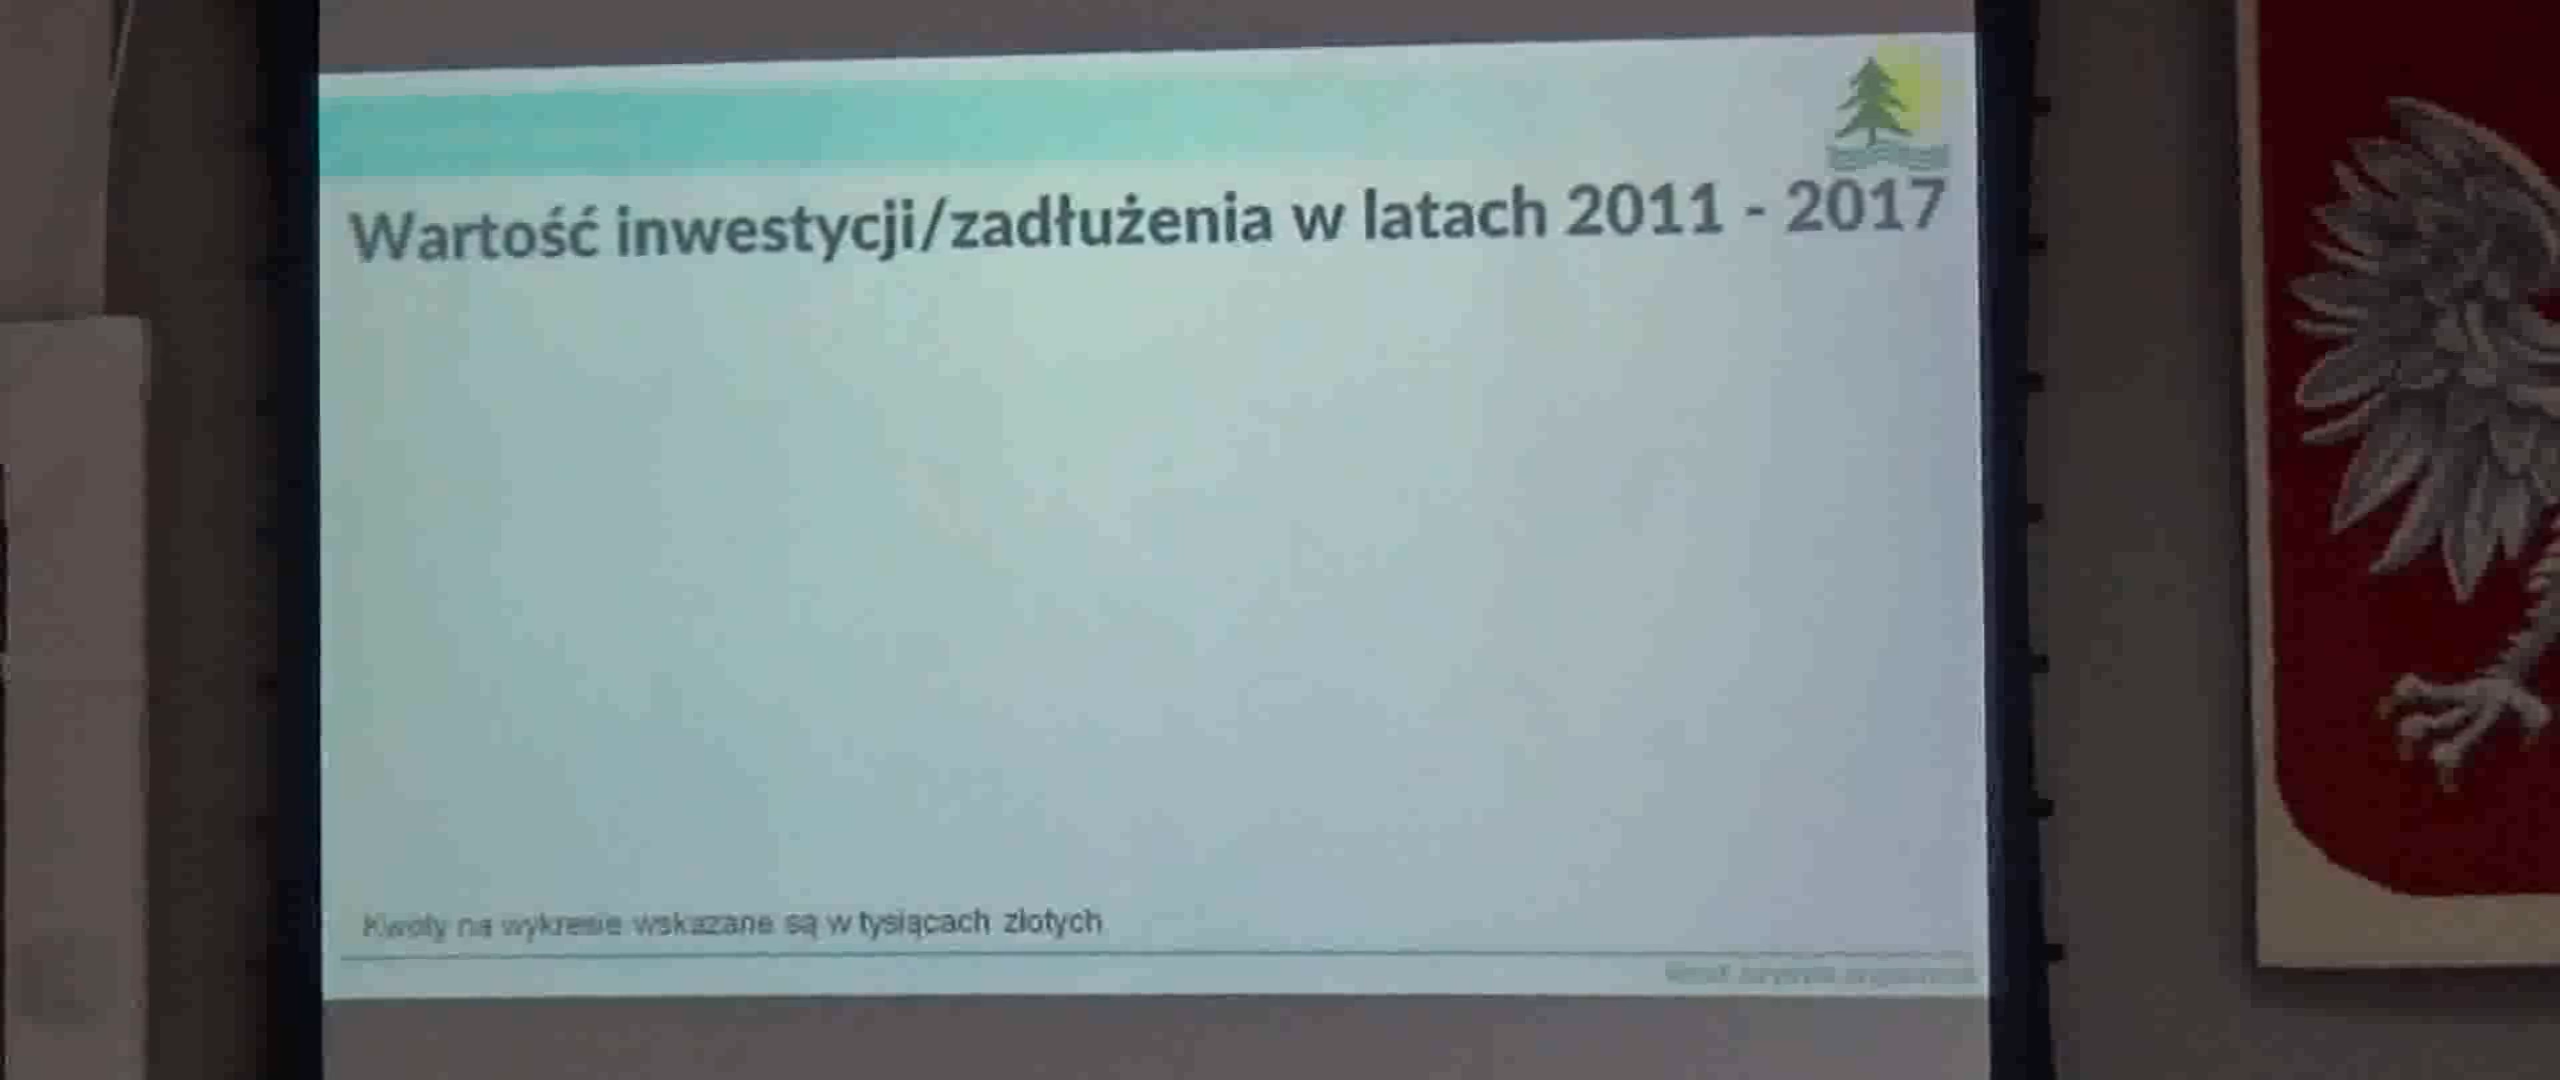 Wartość inwestycji/zadłużenia w latach 2011 - 2017
Kwoty na wykresie wskazane są w tysiącach złotych